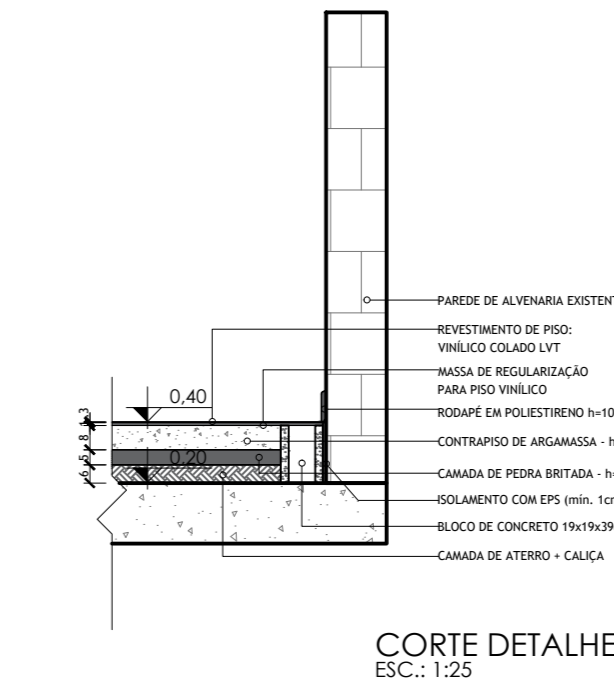 PAREDE DE ALVENARIA EXISTENT
REVESTIMENTO DE PISO:
VINÍLICO COLADO LVT
MASSA DE REGULARIZAÇÃO
PARA PISO VINÍLICO
0,40
RODAPÉ EM POLIESTIRENO h=10
3
1
8
CONTRAPISO DE ARGAMASSA - h
5
0,20
CAMADA DE PEDRA BRITADA - h=
6
ISOLAMENTO COM EPS (mín. 1cm
BLOCO DE CONCRETO 19x19x39
CAMADA DE ATERRO + CALIÇA
CORTE DETALHE
ESC.: 1:25